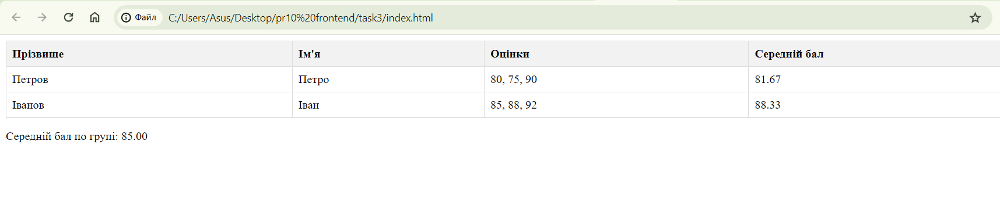 Файл C:/Users/Asus/Desktop/pr10%20frontend/task3/index.html
Прізвище Ім'я Оцінки Середній бал
Петров Петро 80, 75, 90 81.67
Іванов Іван 85, 88, 92 88.33
Середній бал по групі: 85.00